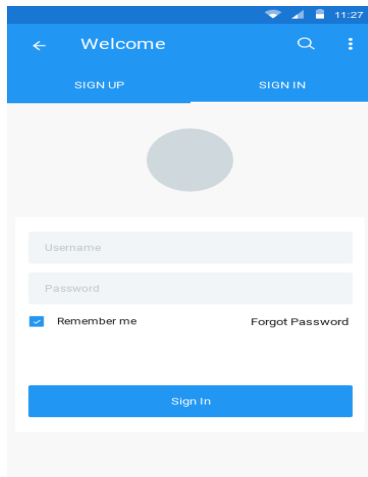 11:27
Welcome
SIGN UP SIGN IN
Username
Password
Remember me Forgot Password
Sign In